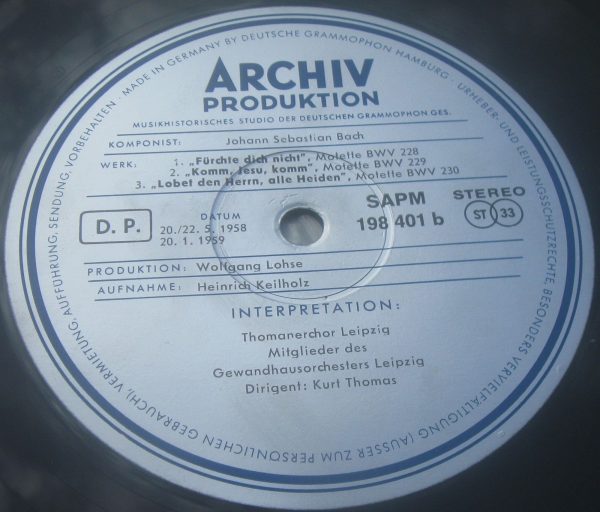 MADE IN GERMANY BY DEUTSCHE GRAMMOPHON HAMBURG · URHEBER- UND LEISTUNGSSCHUTZRECHTE, BESONDERS VERVIELFÄLTIGUNG (AUSSER ZUM PERSÖNLICHEN GEBRAUCH), VERMIETUNG, AUFFÜHRUNG, SENDUNG, VORBEHALTEN ·
ARCHIV
PRODUKTION
MUSIKHISTORISCHES STUDIO DER DEUTSCHEN GRAMMOPHON GES.
KOMPONIST: Johann Sebastian Bach
WERK: 1. „Fürchte dich nicht", Motette BWV 228
2. „Komm, Jesu, komm", Motette BWV 229
3. „Lobet den Herrn, alle Heiden", Motette BWV 230
D. P.
DATUM
20./22. 5. 1958
20. 1. 1959
SAPM
198 401 b
STEREO
ST 33
PRODUKTION: Wolfgang Lohse
AUFNAHME: Heinrich Keilholz
INTERPRETATION:
Thomanerchor Leipzig
Mitglieder des
Gewandhausorchesters Leipzig
Dirigent: Kurt Thomas